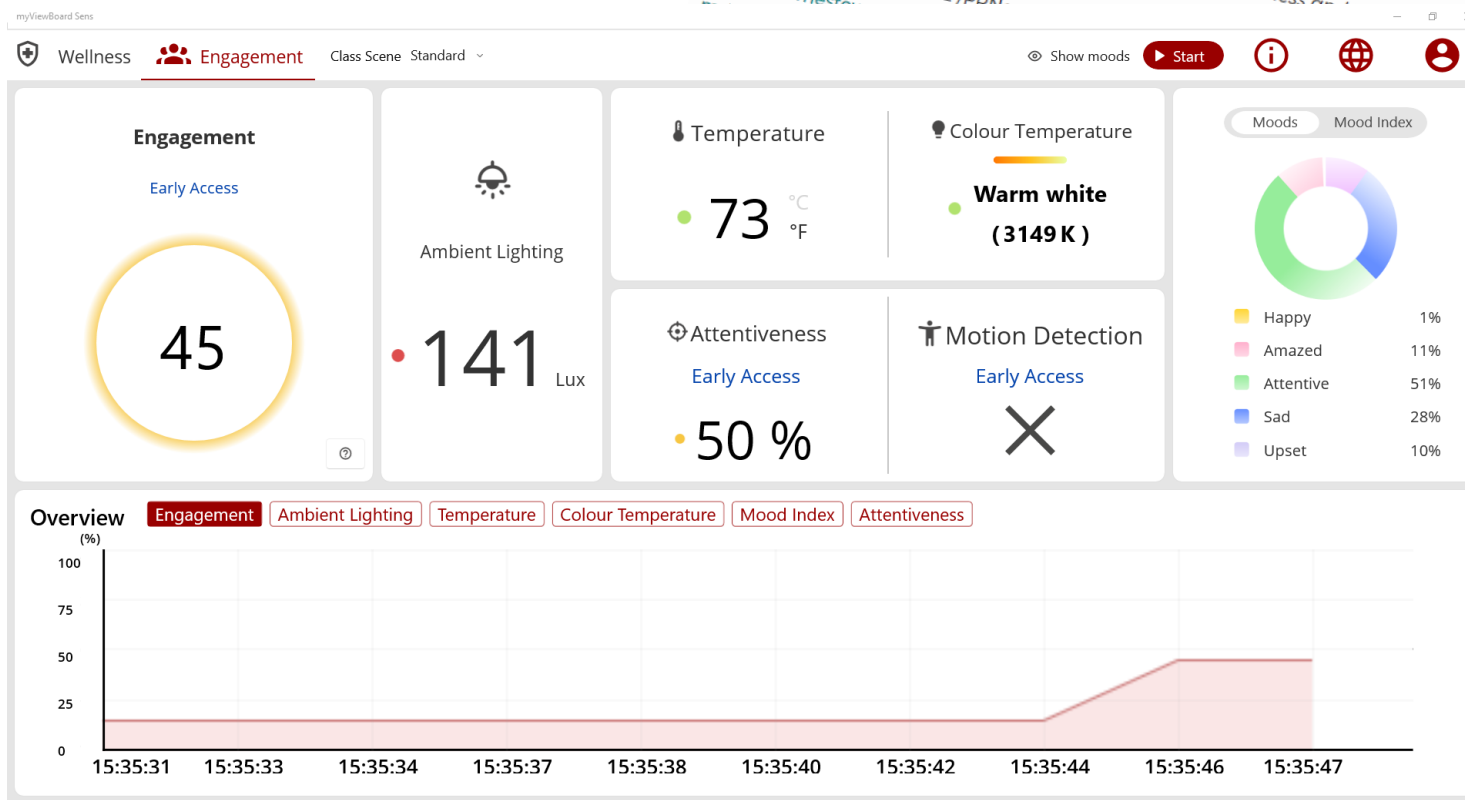 myViewBoard Sens
Wellness
Engagement
Class Scene Standard
Show moods
Start
Engagement
Early Access
45
Ambient Lighting
141 Lux
Temperature
73 °C °F
Colour Temperature
Warm white
( 3149 K )
Attentiveness
Early Access
50 %
Motion Detection
Early Access
Moods Mood Index
Happy 1%
Amazed 11%
Attentive 51%
Sad 28%
Upset 10%
Overview Engagement Ambient Lighting Temperature Colour Temperature Mood Index Attentiveness
(%)
100
75
50
25
0
15:35:31 15:35:33 15:35:34 15:35:37 15:35:38 15:35:40 15:35:42 15:35:44 15:35:46 15:35:47